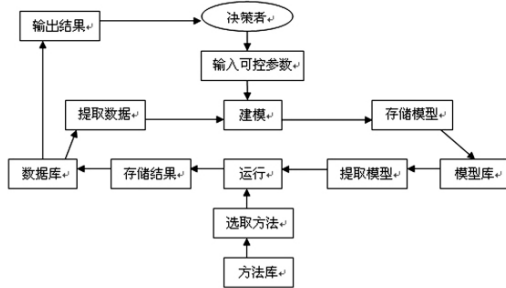 输出结果
决策者
输入可控参数
提取数据
建模
存储模型
数据库
存储结果
运行
提取模型
模型库
选取方法
方法库